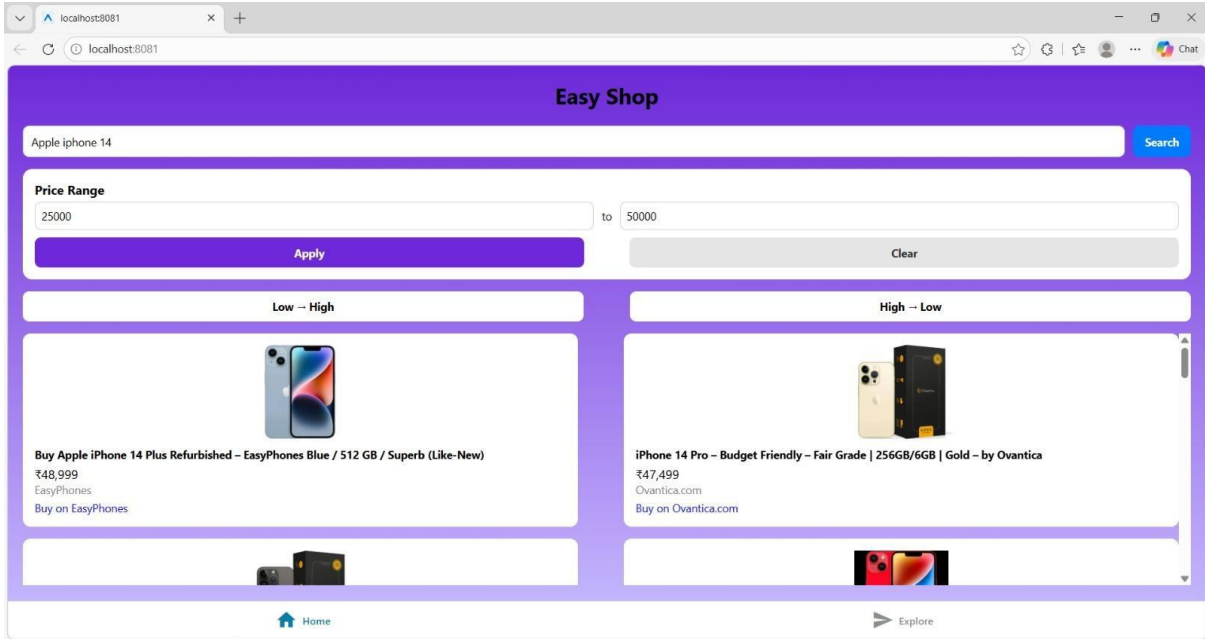 localhost:8081
localhost:8081
Chat
Easy Shop
Apple iphone 14
Search
Price Range
25000 to 50000
Apply Clear
Low → High High → Low
Buy Apple iPhone 14 Plus Refurbished – EasyPhones Blue / 512 GB / Superb (Like-New)
₹48,999
EasyPhones
Buy on EasyPhones
iPhone 14 Pro – Budget Friendly – Fair Grade | 256GB/6GB | Gold – by Ovantica
₹47,499
Ovantica.com
Buy on Ovantica.com
Home Explore